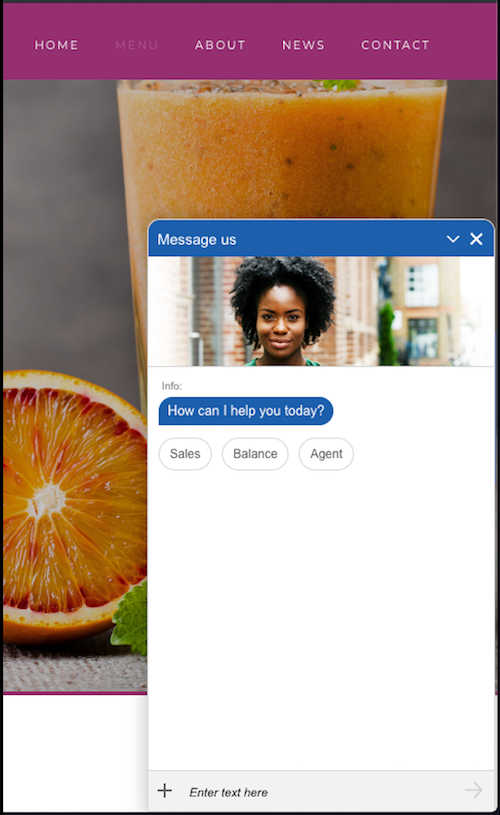 HOME MENU ABOUT NEWS CONTACT
Message us
Info:
How can I help you today?
Sales Balance Agent
Enter text here